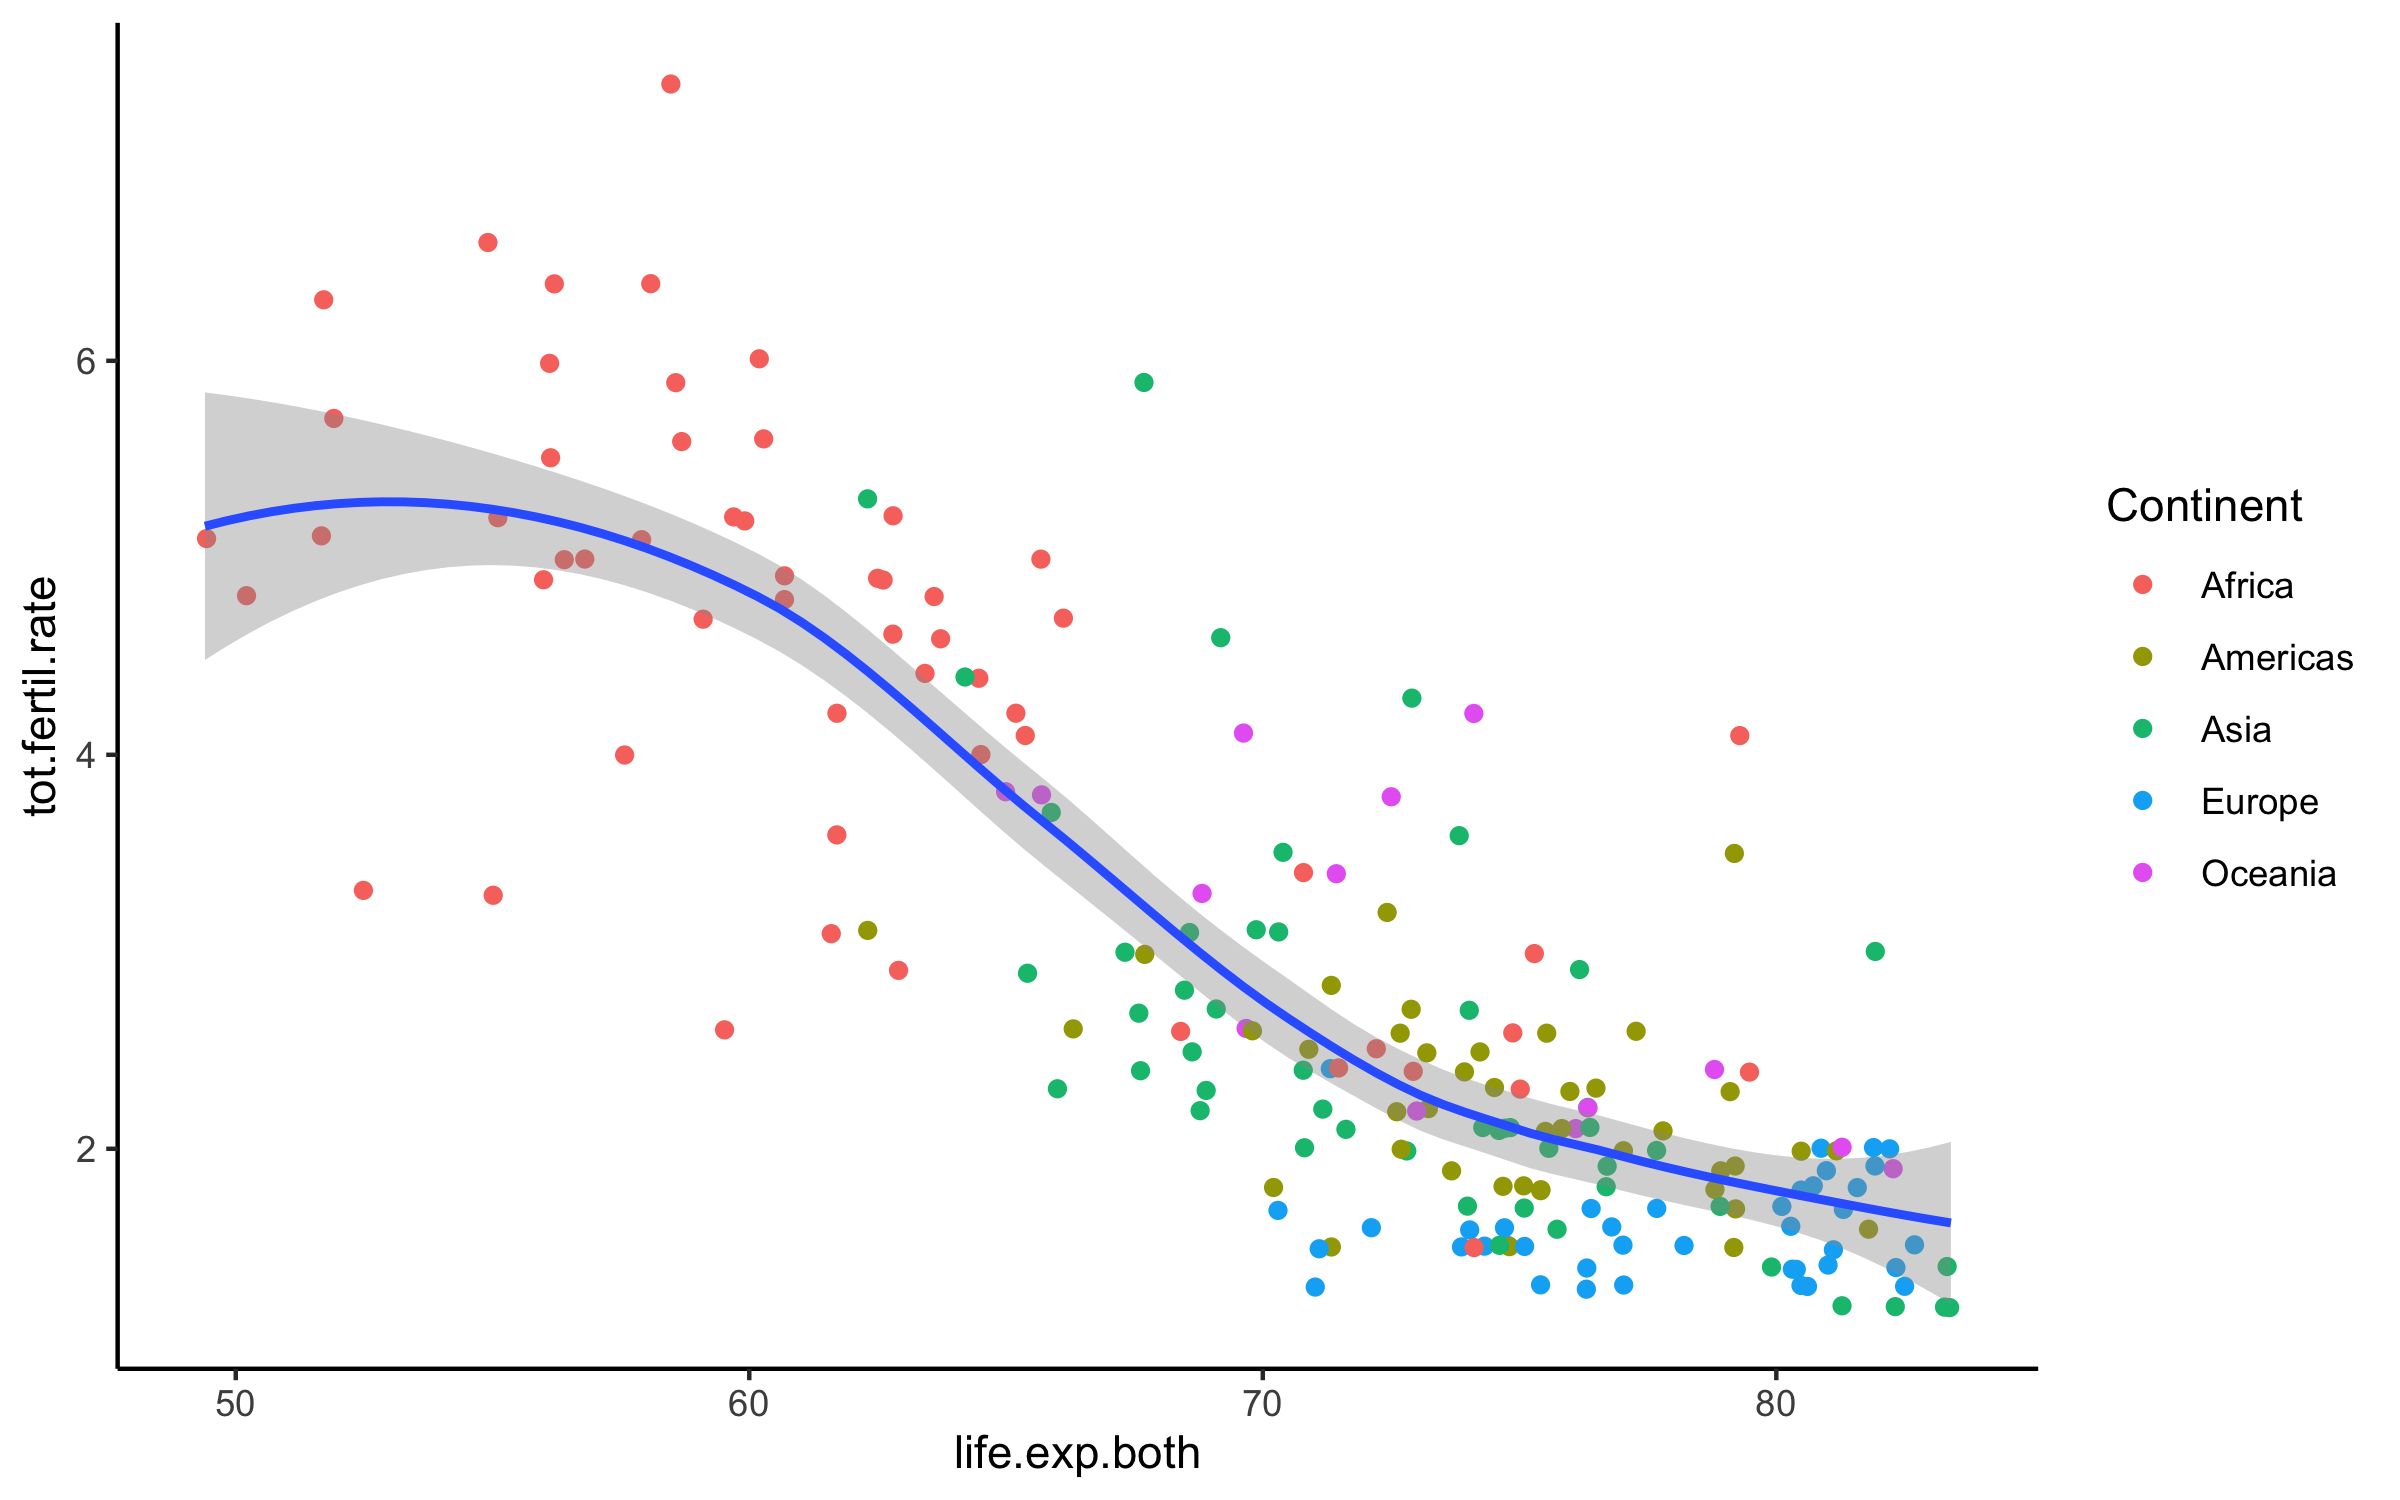 tot.fertil.rate
6
4
2
50 60 70 80
life.exp.both
Continent
Africa
Americas
Asia
Europe
Oceania